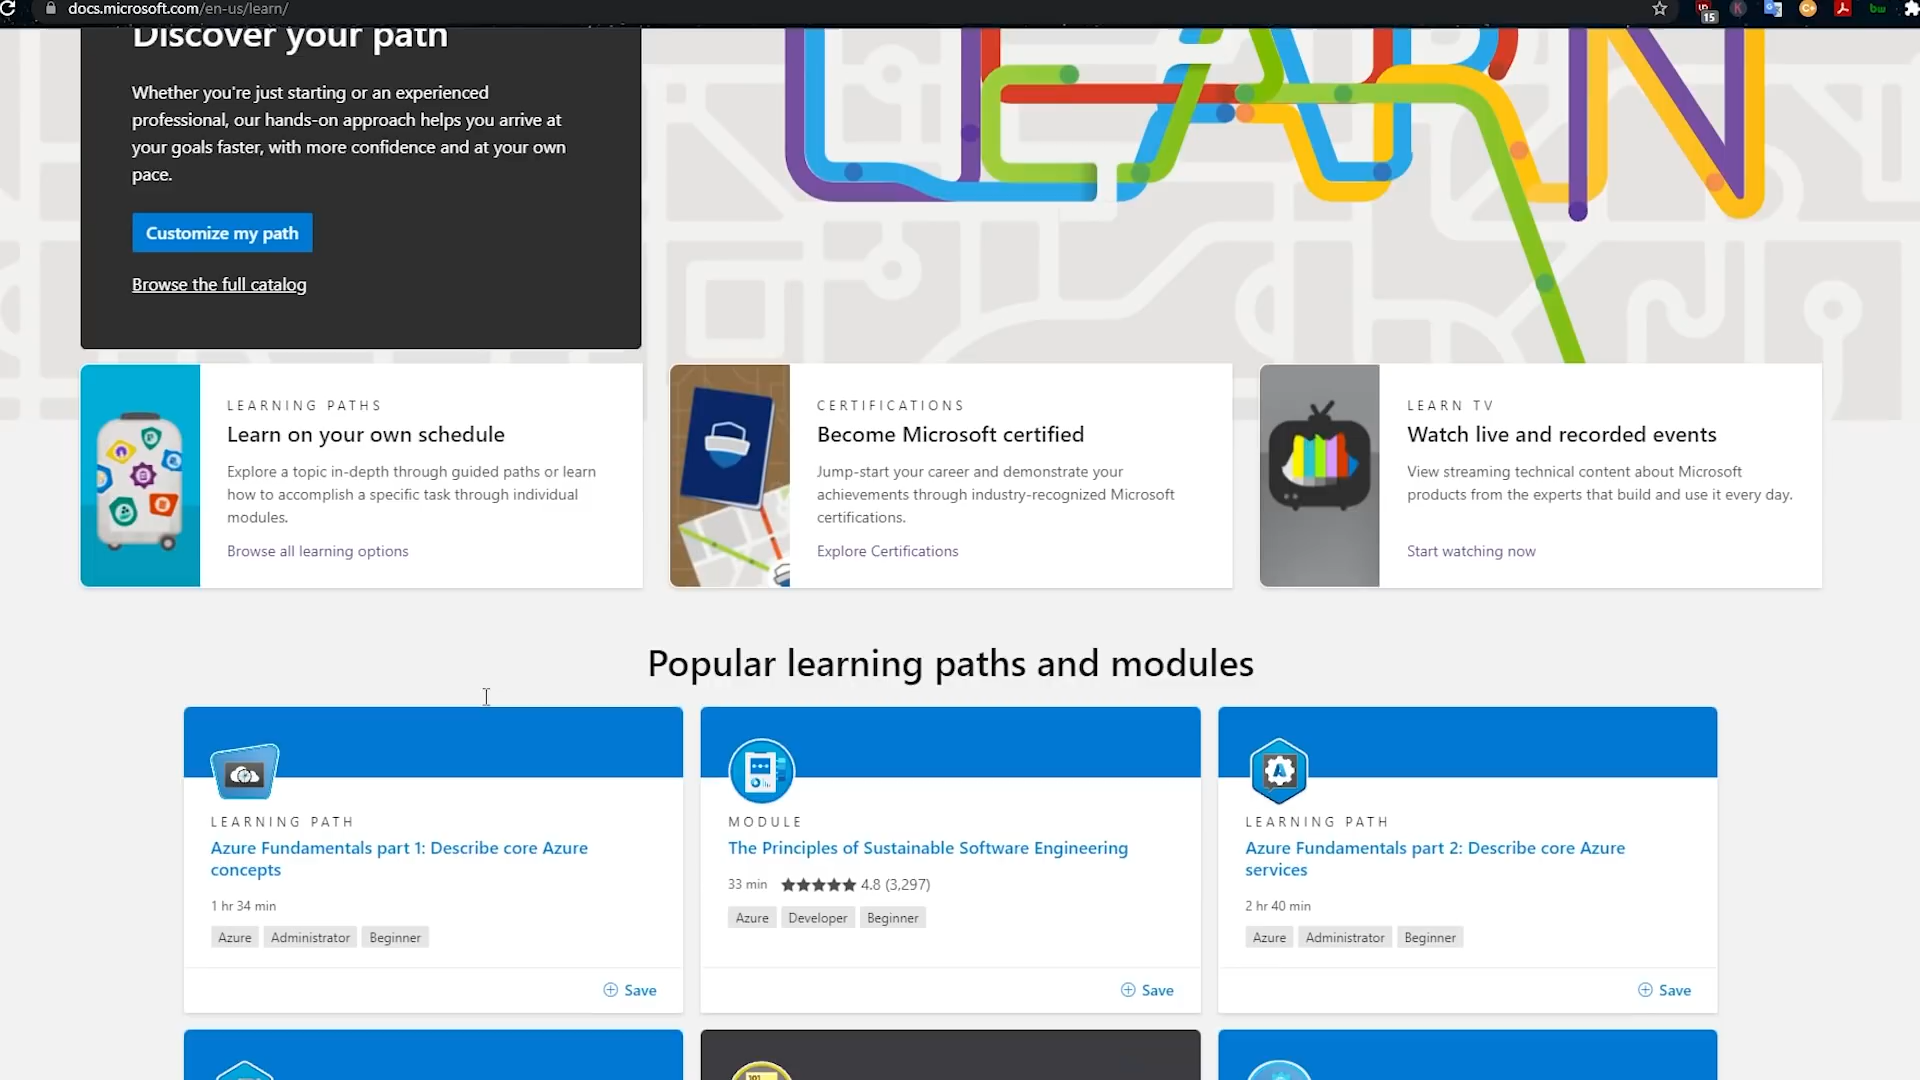 docs.microsoft.com/en-us/learn/
15
K
bw
Discover your path
LEARN
Whether you're just starting or an experienced
professional, our hands-on approach helps you arrive at
your goals faster, with more confidence and at your own
pace.
Customize my path
Browse the full catalog
LEARNING PATHS
Learn on your own schedule
Explore a topic in-depth through guided paths or learn
how to accomplish a specific task through individual
modules.
Browse all learning options
CERTIFICATIONS
Become Microsoft certified
Jump-start your career and demonstrate your
achievements through industry-recognized Microsoft
certifications.
Explore Certifications
LEARN TV
Watch live and recorded events
View streaming technical content about Microsoft
products from the experts that build and use it every day.
Start watching now
Popular learning paths and modules
LEARNING PATH
Azure Fundamentals part 1: Describe core Azure
concepts
1 hr 34 min
Azure Administrator Beginner
Save
MODULE
The Principles of Sustainable Software Engineering
33 min 4.8 (3,297)
Azure Developer Beginner
Save
LEARNING PATH
Azure Fundamentals part 2: Describe core Azure
services
2 hr 40 min
Azure Administrator Beginner
Save